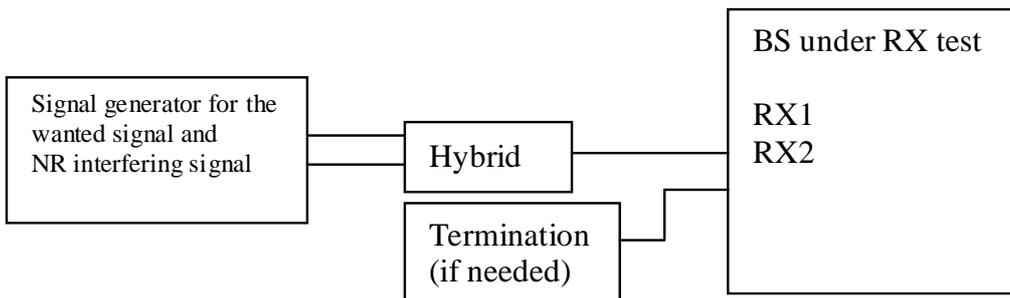 Signal generator for the
wanted signal and
NR interfering signal
Hybrid
Termination
(if needed)
BS under RX test
RX1
RX2